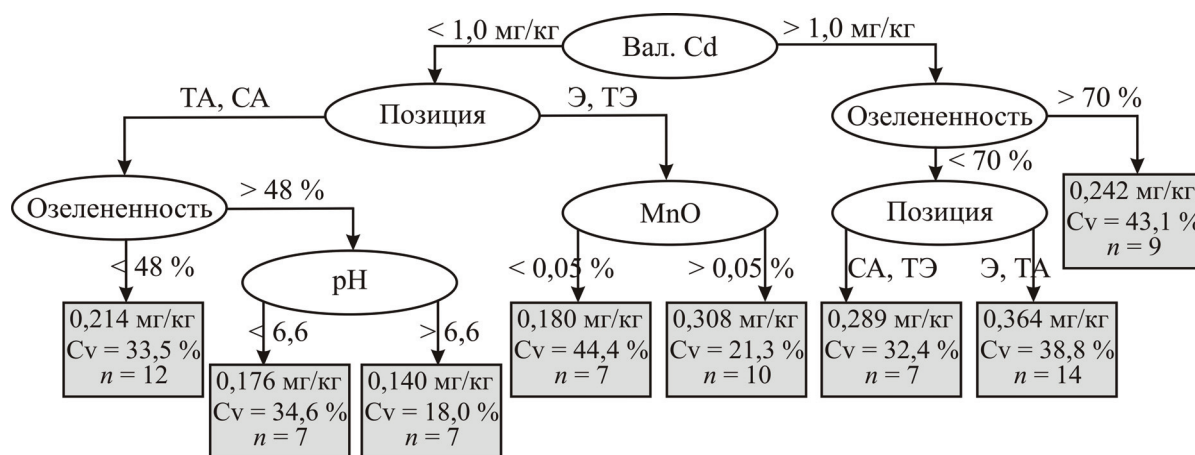 < 1,0 мг/кг
Вал. Cd
> 1,0 мг/кг
ТА, СА
Позиция
Э, ТЭ
Озелененность
> 70 %
< 70 %
Озелененность
> 48 %
MnO
Позиция
0,242 мг/кг
Cv = 43,1 %
n = 9
< 48 %
pH
< 0,05 %
> 0,05 %
СА, ТЭ
Э, ТА
0,214 мг/кг
Cv = 33,5 %
n = 12
< 6,6
> 6,6
0,180 мг/кг
Cv = 44,4 %
n = 7
0,308 мг/кг
Cv = 21,3 %
n = 10
0,289 мг/кг
Cv = 32,4 %
n = 7
0,364 мг/кг
Cv = 38,8 %
n = 14
0,176 мг/кг
Cv = 34,6 %
n = 7
0,140 мг/кг
Cv = 18,0 %
n = 7